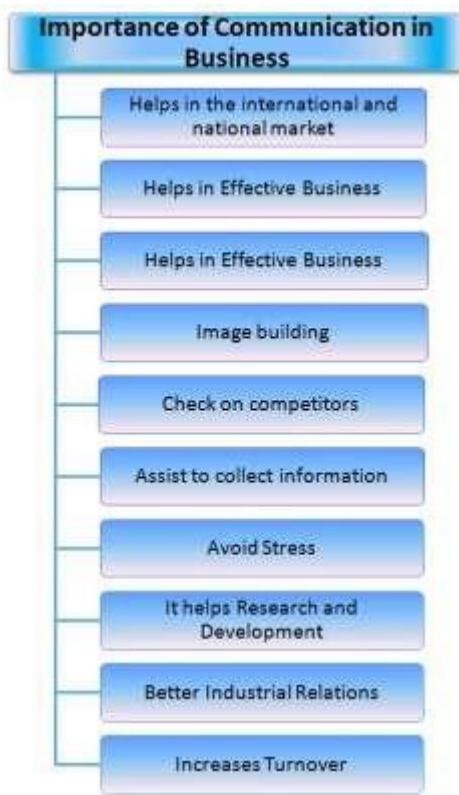 Importance of Communication in
Business
Helps in the international and
national market
Helps in Effective Business
Helps in Effective Business
Image building
Check on competitors
Assist to collect information
Avoid Stress
It helps Research and
Development
Better Industrial Relations
Increases Turnover